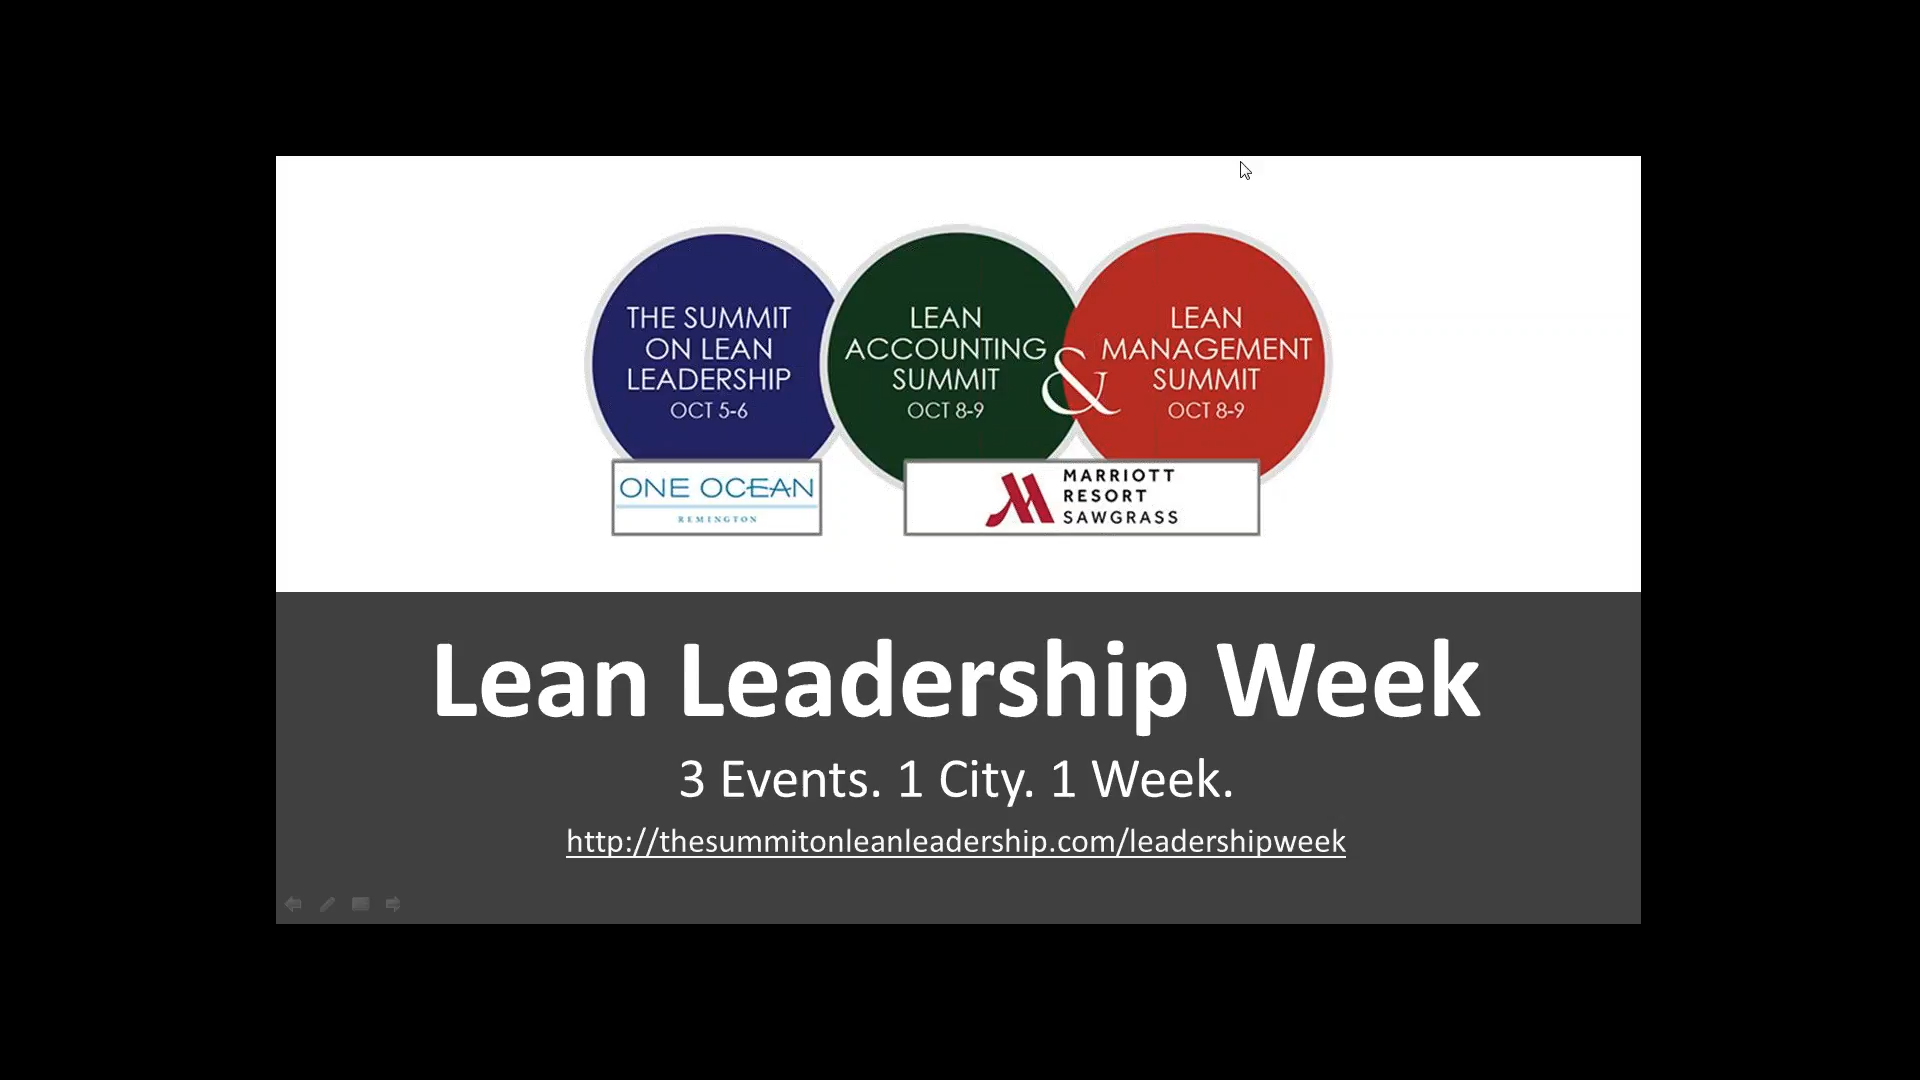 THE SUMMIT
ON LEAN
LEADERSHIP
OCT 5-6
LEAN
ACCOUNTING
SUMMIT
OCT 8-9
&
LEAN
MANAGEMENT
SUMMIT
OCT 8-9
ONE OCEAN
REMINGTON
MARRIOTT
RESORT
SAWGRASS
Lean Leadership Week
3 Events. 1 City. 1 Week.
http://thesummitonleanleadership.com/leadershipweek